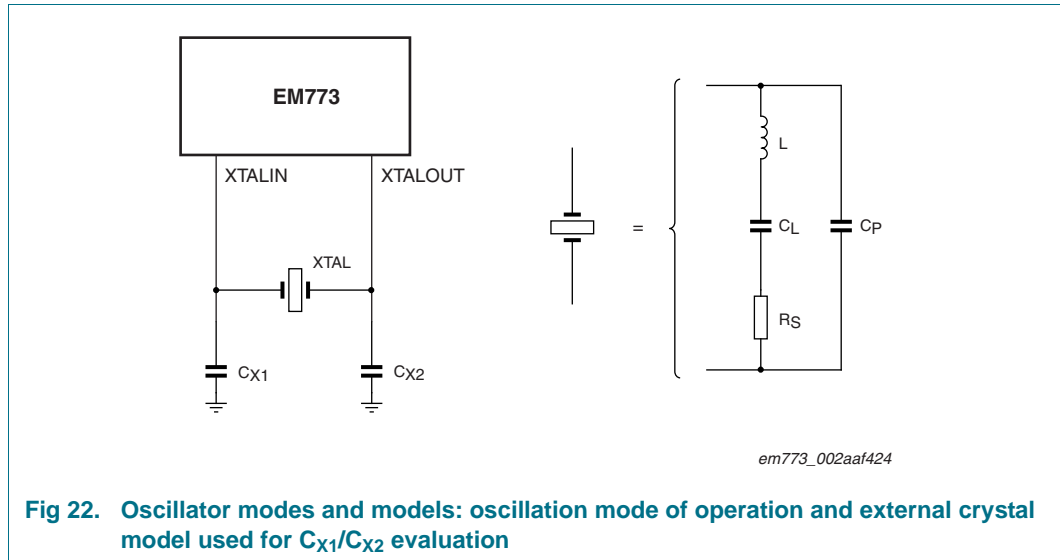 EM773
XTALIN
XTALOUT
XTAL
CX1
CX2
=
L
CL
CP
RS
em773_002aaf424
Fig 22. Oscillator modes and models: oscillation mode of operation and external crystal
model used for CX1/CX2 evaluation